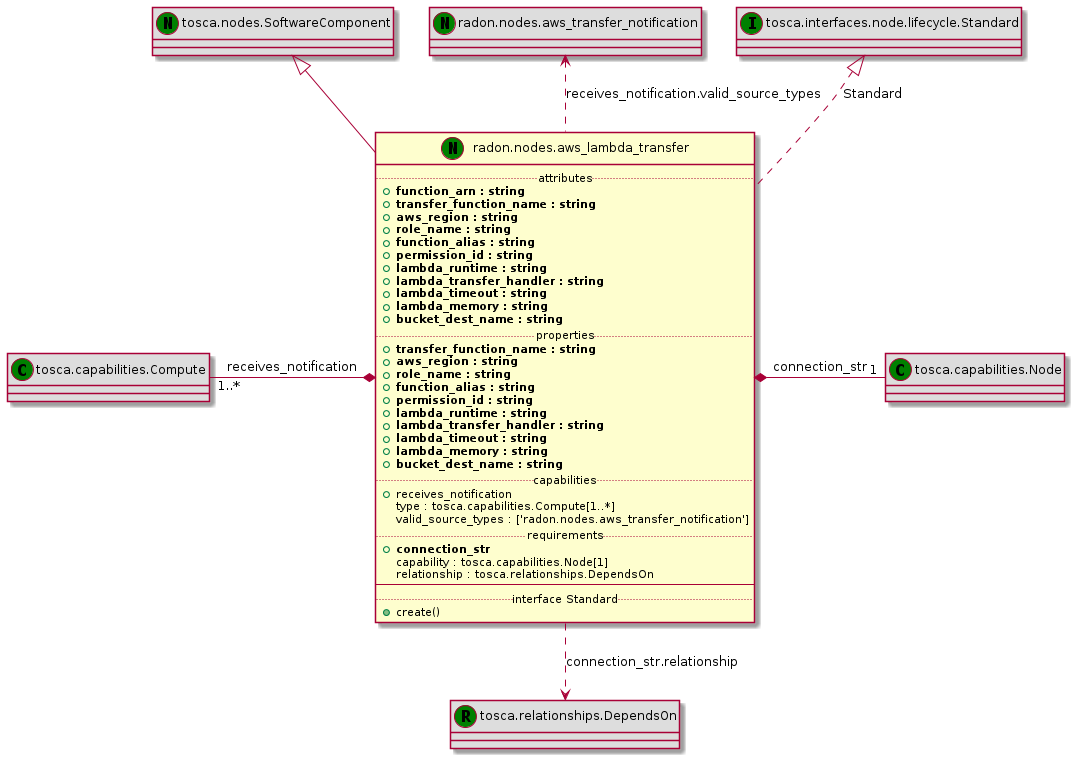 N tosca.nodes.SoftwareComponent
N radon.nodes.aws_transfer_notification
I tosca.interfaces.node.lifecycle.Standard
receives_notification.valid_source_types
Standard
N radon.nodes.aws_lambda_transfer
attributes
function_arn : string
transfer_function_name : string
aws_region : string
role_name : string
function_alias : string
permission_id : string
lambda_runtime : string
lambda_transfer_handler : string
lambda_timeout : string
lambda_memory : string
bucket_dest_name : string
properties
transfer_function_name : string
aws_region : string
role_name : string
function_alias : string
permission_id : string
lambda_runtime : string
lambda_transfer_handler : string
lambda_timeout : string
lambda_memory : string
bucket_dest_name : string
capabilities
receives_notification
type : tosca.capabilities.Compute[1..*]
valid_source_types : ['radon.nodes.aws_transfer_notification']
requirements
connection_str
capability : tosca.capabilities.Node[1]
relationship : tosca.relationships.DependsOn
interface Standard
create()
C tosca.capabilities.Compute
receives_notification
1..*
connection_str
1
C tosca.capabilities.Node
connection_str.relationship
R tosca.relationships.DependsOn